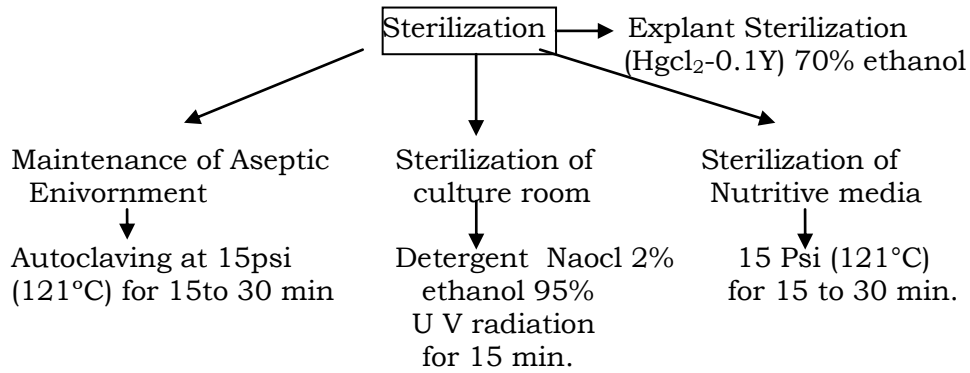 Sterilization
Explant Sterilization
(Hgcl₂-0.1Y) 70% ethanol
Maintenance of Aseptic
Enivornment
Autoclaving at 15psi
(121°C) for 15to 30 min
Sterilization of
culture room
Detergent Naocl 2%
ethanol 95%
U V radiation
for 15 min.
Sterilization of
Nutritive media
15 Psi (121°C)
for 15 to 30 min.